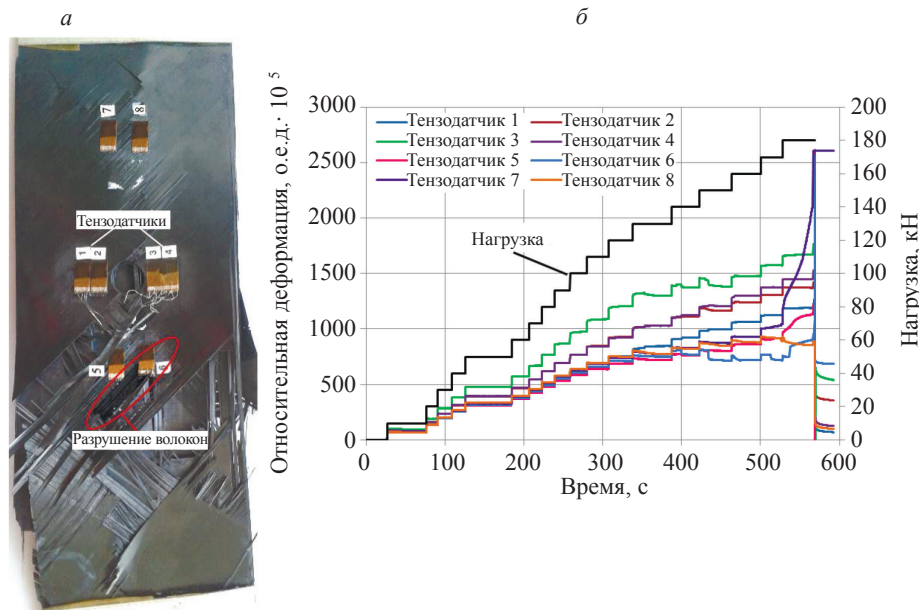 а
7
8
Тензодатчики
1
2
3
4
5
6
Разрушение волокон
б
Относительная деформация, о.е.д.· 10 5
3000
2500
2000
1500
1000
500
0
Тензодатчик 1
Тензодатчик 2
Тензодатчик 3
Тензодатчик 4
Тензодатчик 5
Тензодатчик 6
Тензодатчик 7
Тензодатчик 8
Нагрузка
200
180
160
140
120
100
80
60
40
20
0
Нагрузка, кН
0 100 200 300 400 500 600
Время, с